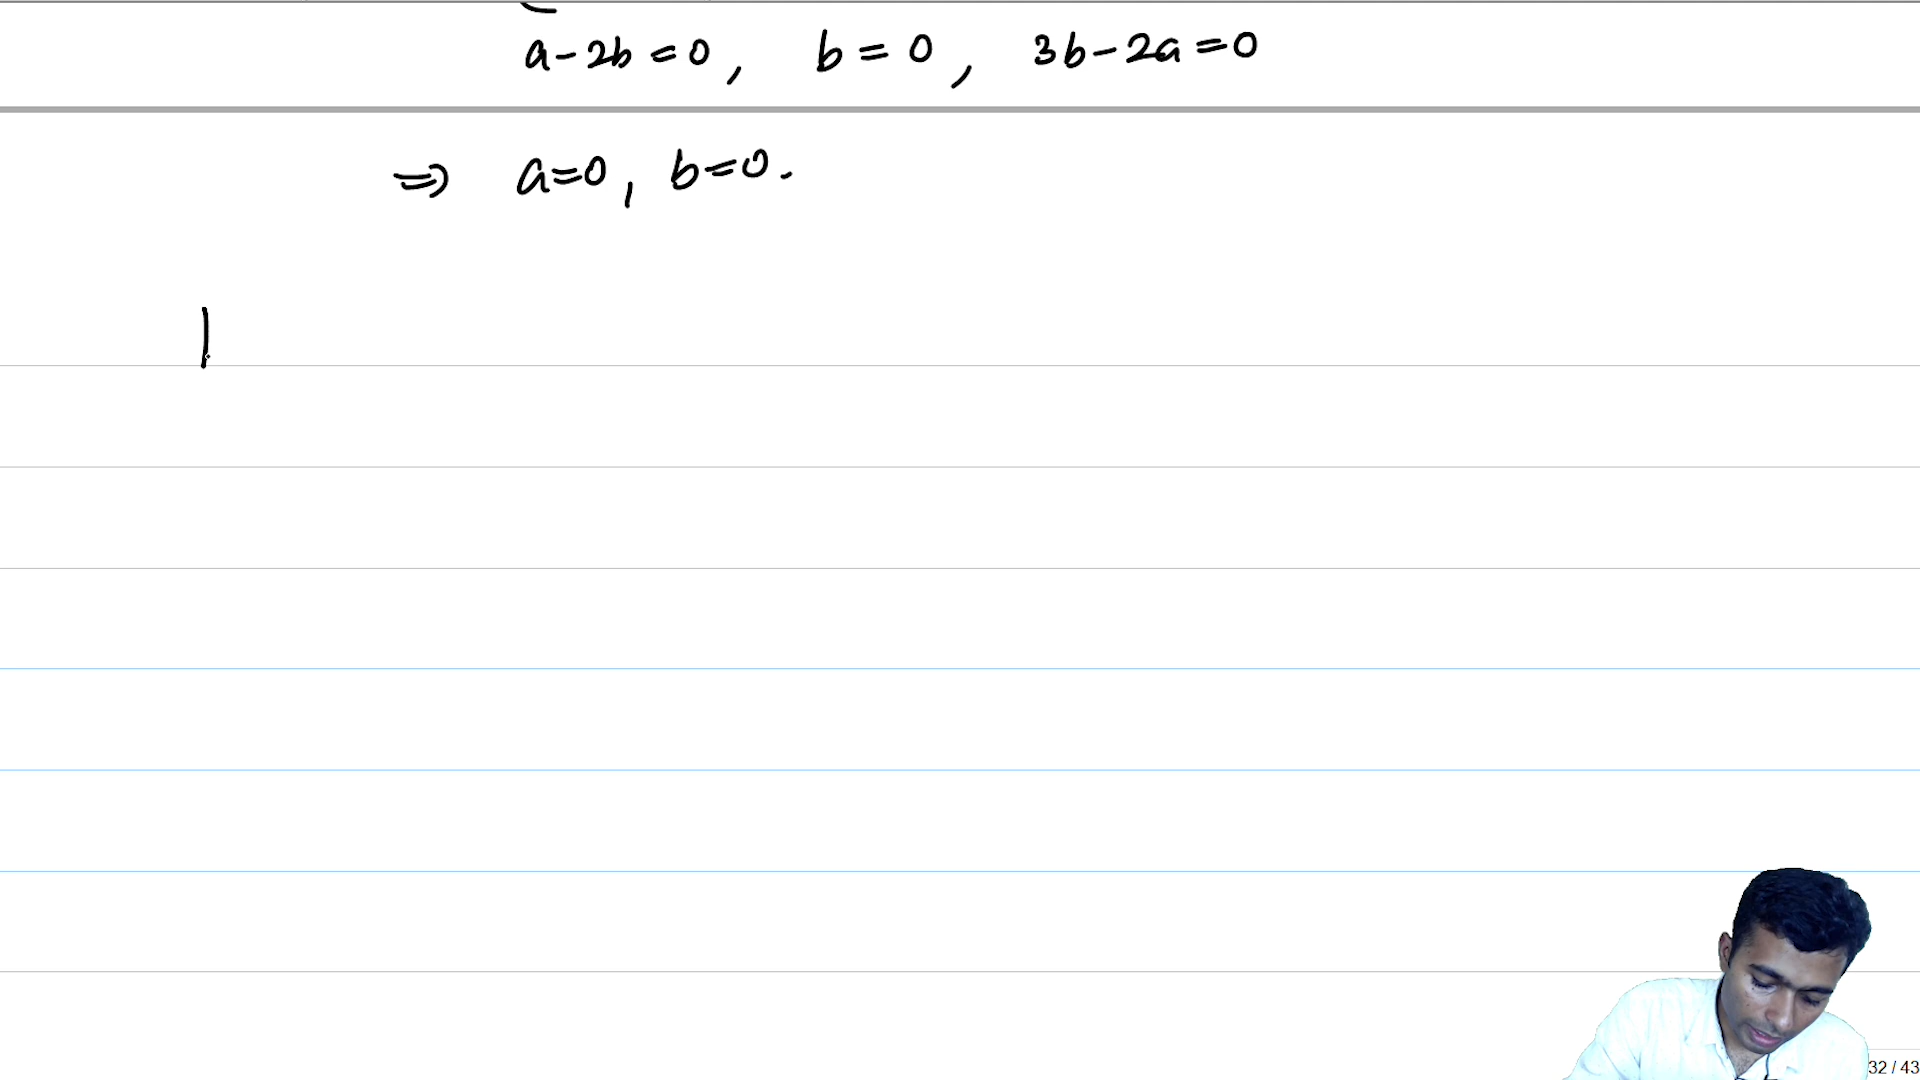 a-2b=0, b=0, 3b-2a=0
⇒ a=0, b=0.
32 / 43